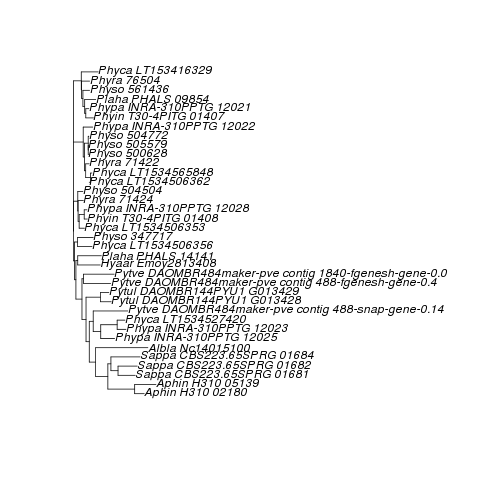 Phyca LT153416329
Phyra 76504
Physo 561436
Plaha PHALS 09854
Phypa INRA-310PPTG 12021
Phyin T30-4PITG 01407
Phypa INRA-310PPTG 12022
Physo 504772
Physo 505579
Physo 500628
Phyra 71422
Phyca LT1534565848
Phyca LT1534506362
Physo 504504
Phyra 71424
Phypa INRA-310PPTG 12028
Phyin T30-4PITG 01408
Phyca LT1534506353
Physo 347717
Phyca LT1534506356
Plaha PHALS 14141
Hyaar Emoy2813408
Pytve DAOMBR484maker-pve contig 1840-fgenesh-gene-0.0
Pytve DAOMBR484maker-pve contig 488-fgenesh-gene-0.4
Pytul DAOMBR144PYU1 G013429
Pytul DAOMBR144PYU1 G013428
Pytve DAOMBR484maker-pve contig 488-snap-gene-0.14
Phyca LT1534527420
Phypa INRA-310PPTG 12023
Phypa INRA-310PPTG 12025
Albla Nc14015100
Sappa CBS223.65SPRG 01684
Sappa CBS223.65SPRG 01682
Sappa CBS223.65SPRG 01681
Aphin H310 05139
Aphin H310 02180